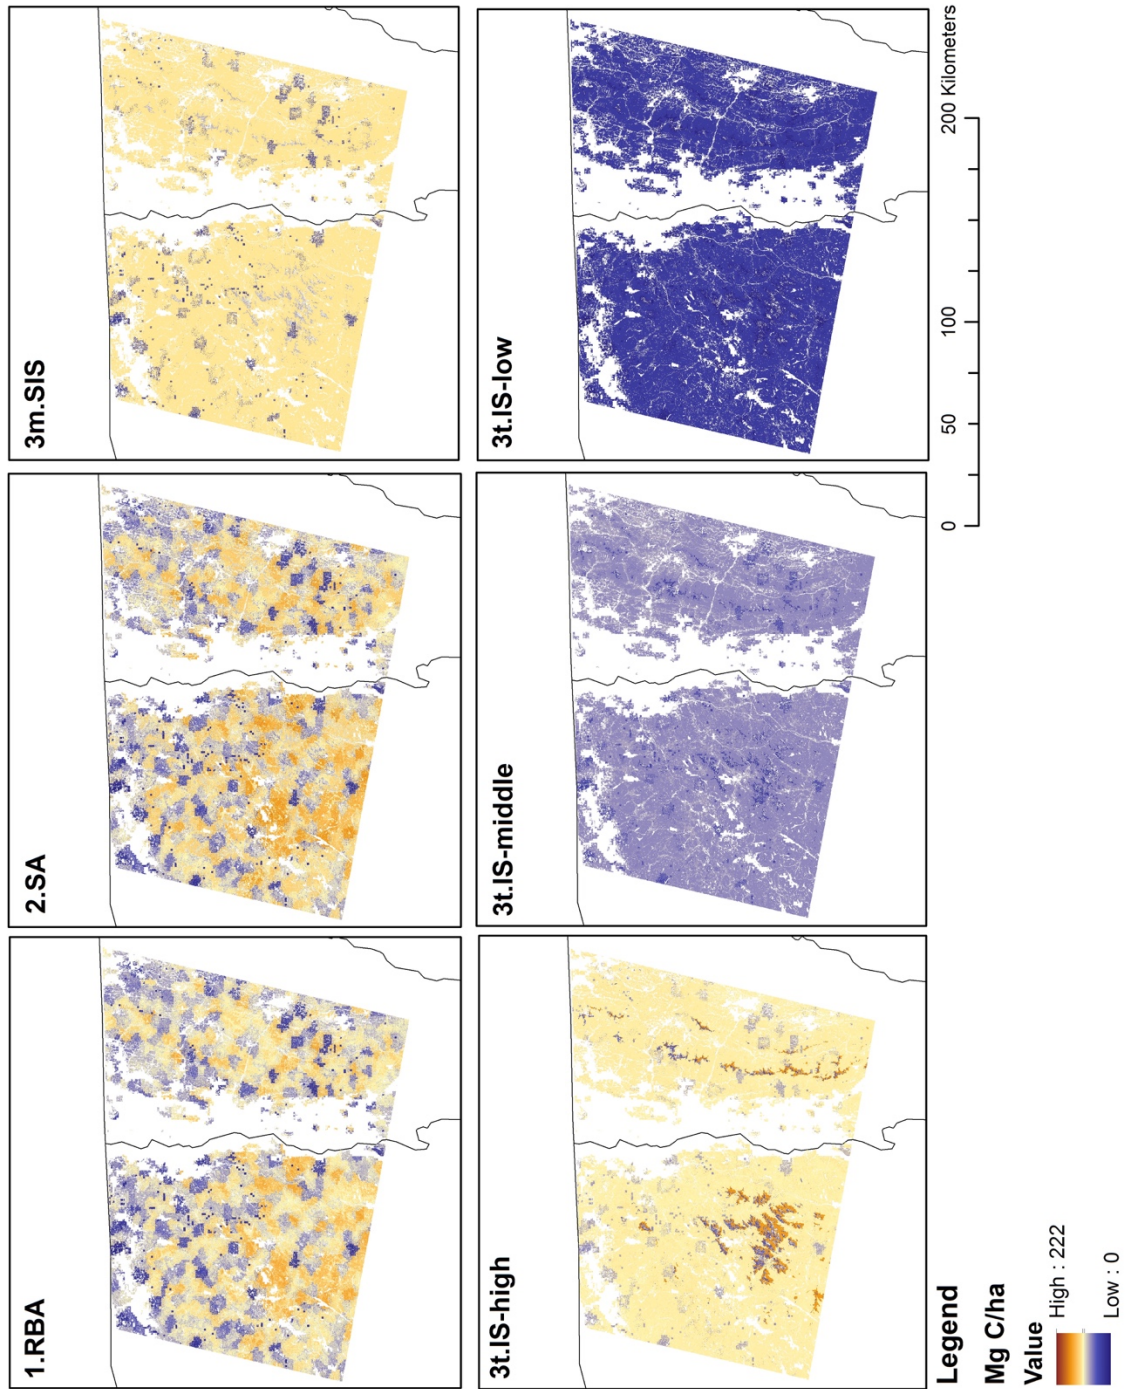 1.RBA
2.SA
3m.SIS
3t.IS-high
3t.IS-middle
3t.IS-low
Legend
Mg C/ha
Value
High : 222
Low : 0
0 50 100 200 Kilometers